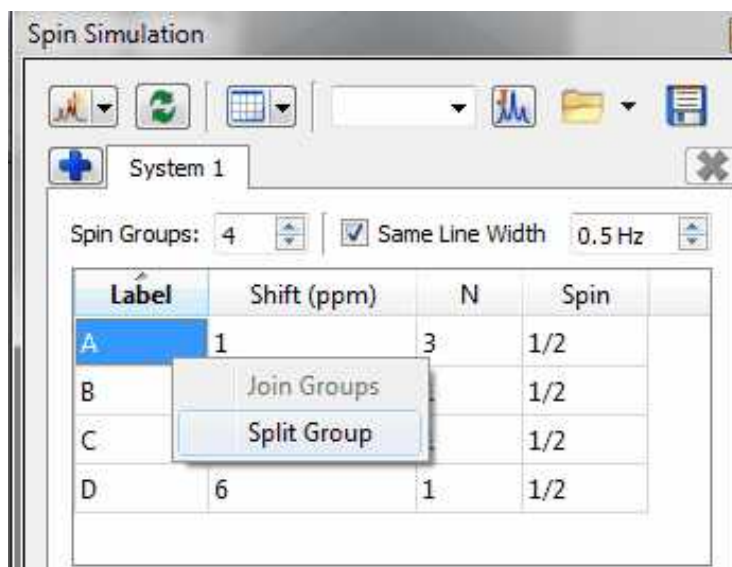 Spin Simulation
System 1
Spin Groups: 4 Same Line Width 0.5 Hz
Label Shift (ppm) N Spin
A 1 3 1/2
B 1/2
C 1/2
D 6 1 1/2
Join Groups
Split Group